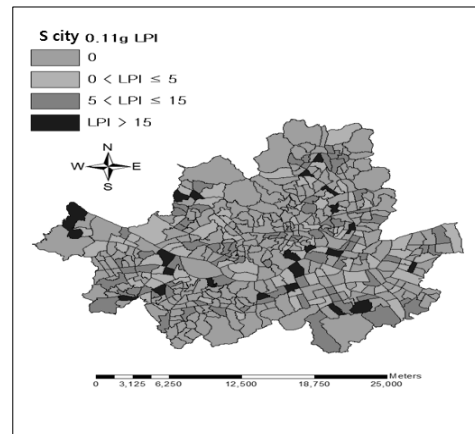 S city 0.11g LPI
0
0 < LPI ≤ 5
5 < LPI ≤ 15
LPI > 15
N
W E
S
Meters
0 3,125 6,250 12,500 18,750 25,000